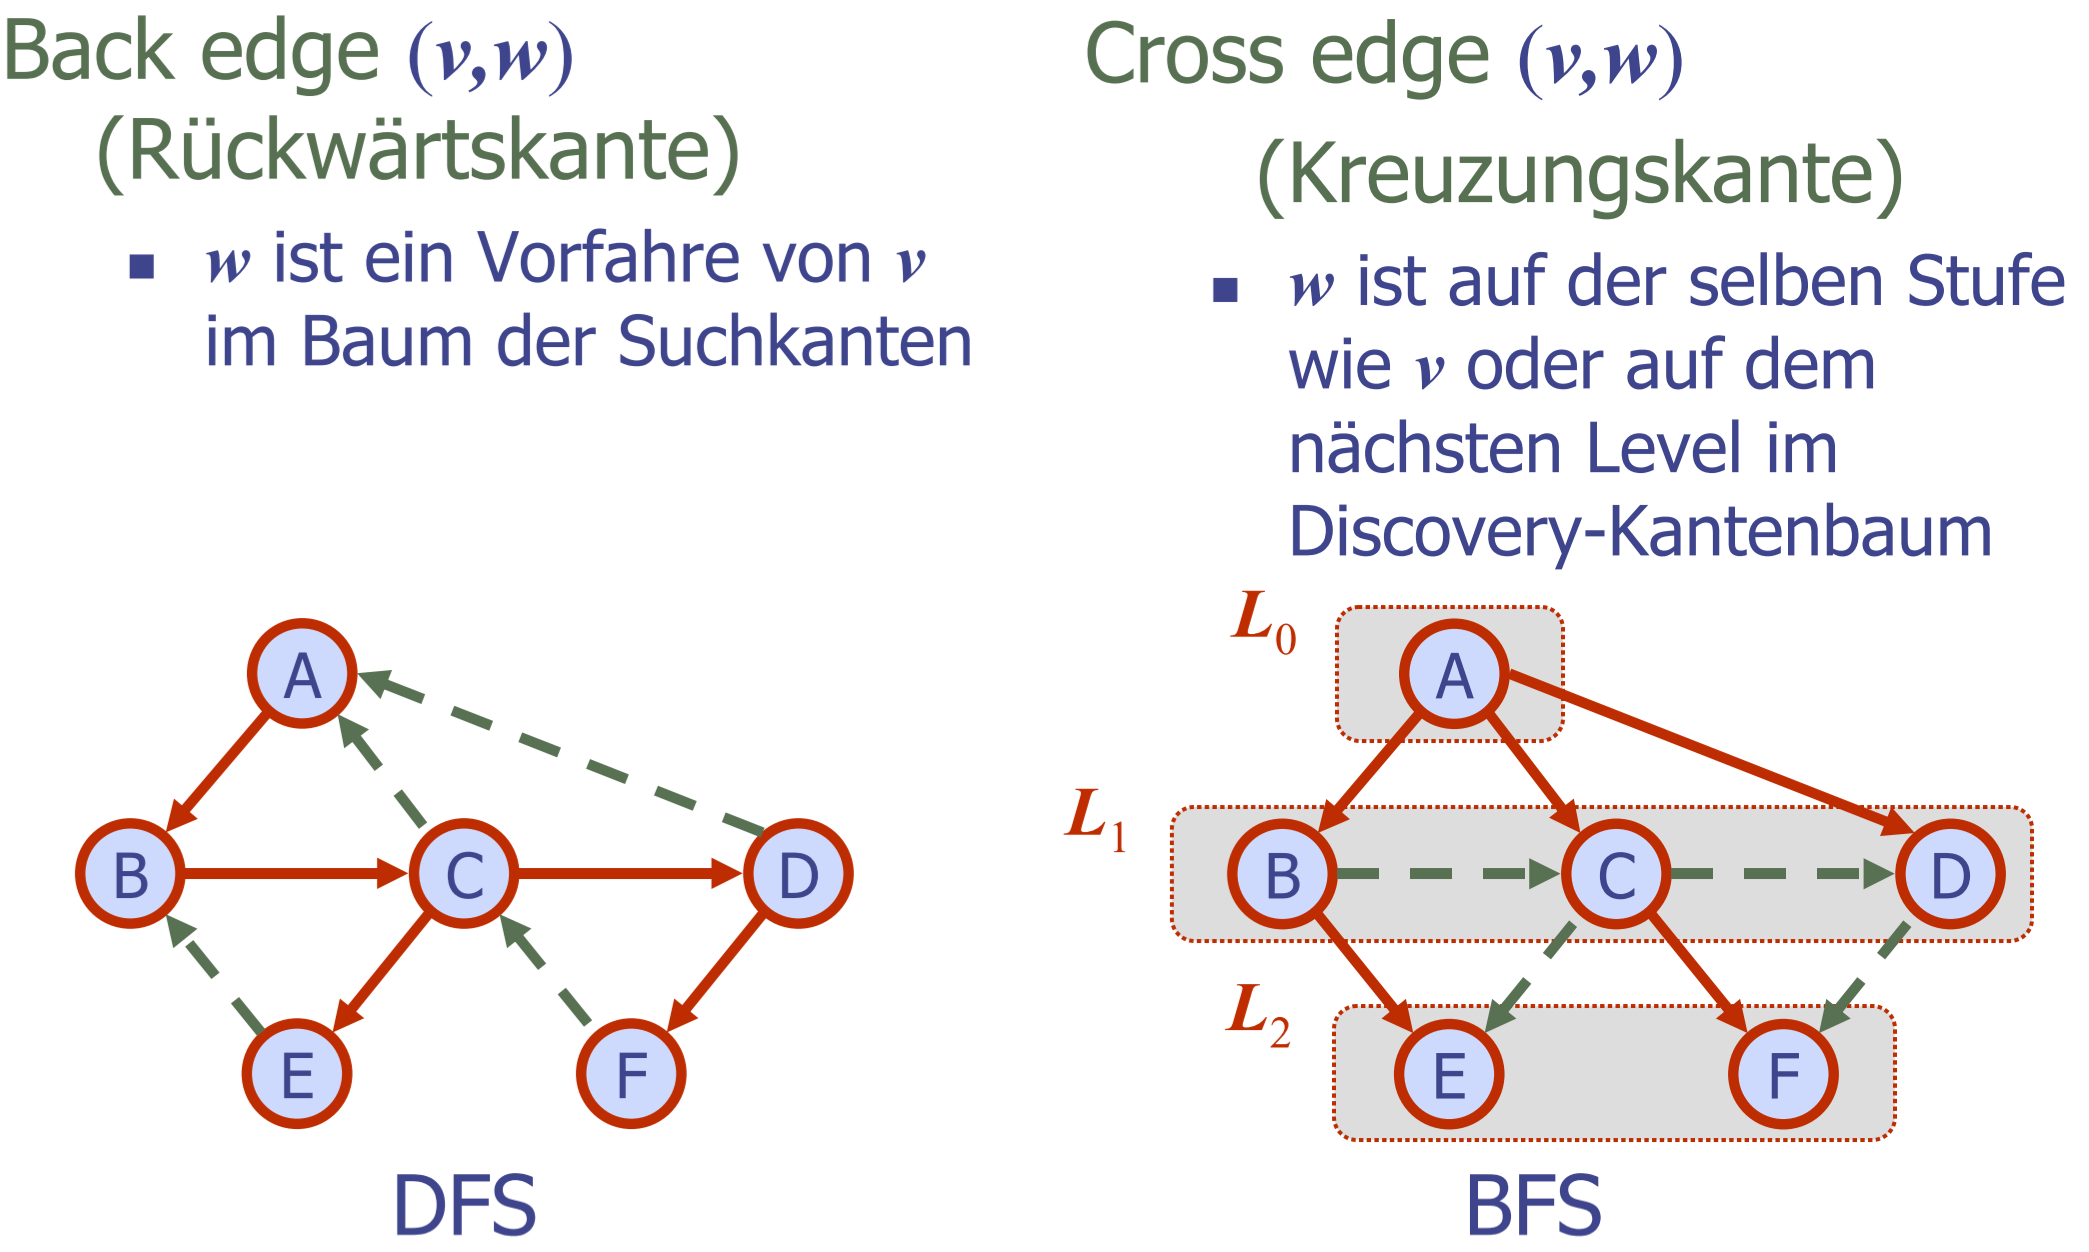 Back edge (v,w)
(Rückwärtskante)
w ist ein Vorfahre von v
im Baum der Suchkanten
Cross edge (v,w)
(Kreuzungskante)
w ist auf der selben Stufe
wie v oder auf dem
nächsten Level im
Discovery-Kantenbaum
A
B C D
E F
DFS
L0
A
L1
B C D
L2
E F
BFS